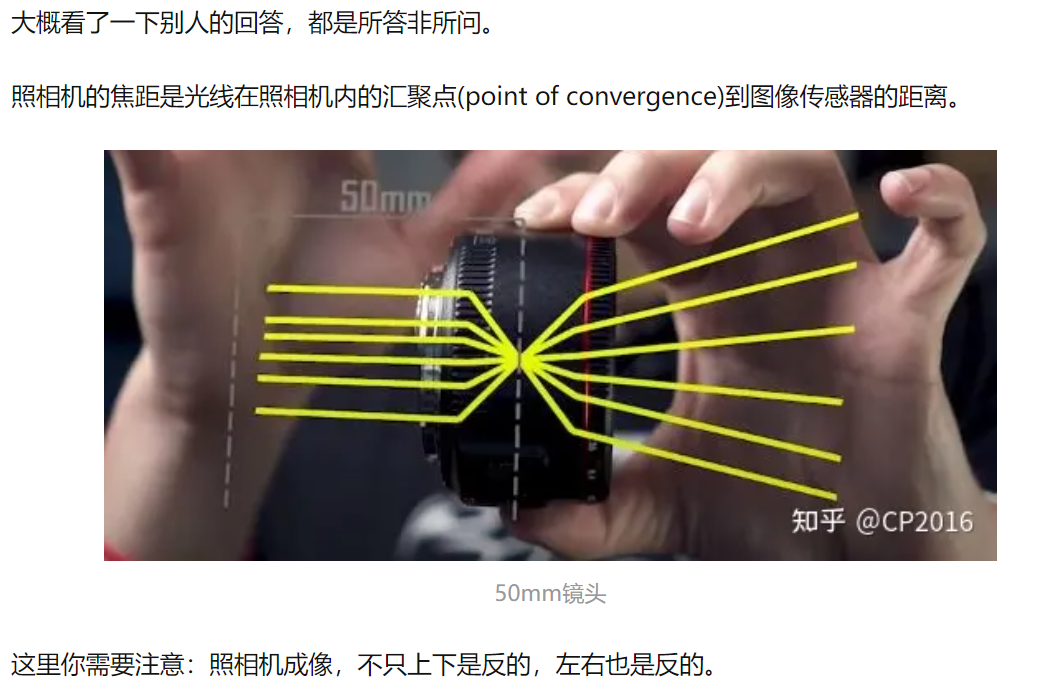 大概看了一下别人的回答，都是所答非所问。
照相机的焦距是光线在照相机内的汇聚点(point of convergence)到图像传感器的距离。
50mm
知乎 @CP2016
50mm镜头
这里你需要注意：照相机成像，不只上下是反的，左右也是反的。